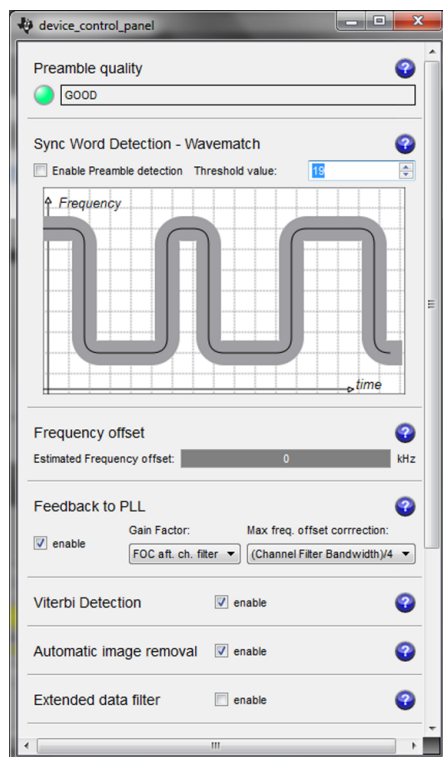 device_control_panel
Preamble quality
GOOD
Sync Word Detection - Wavematch
Enable Preamble detection Threshold value: 19
Frequency
time
Frequency offset
Estimated Frequency offset: 0 kHz
Feedback to PLL
Gain Factor: Max freq. offset corrrection:
enable FOC aft. ch. filter (Channel Filter Bandwidth)/4
Viterbi Detection enable
Automatic image removal enable
Extended data filter enable